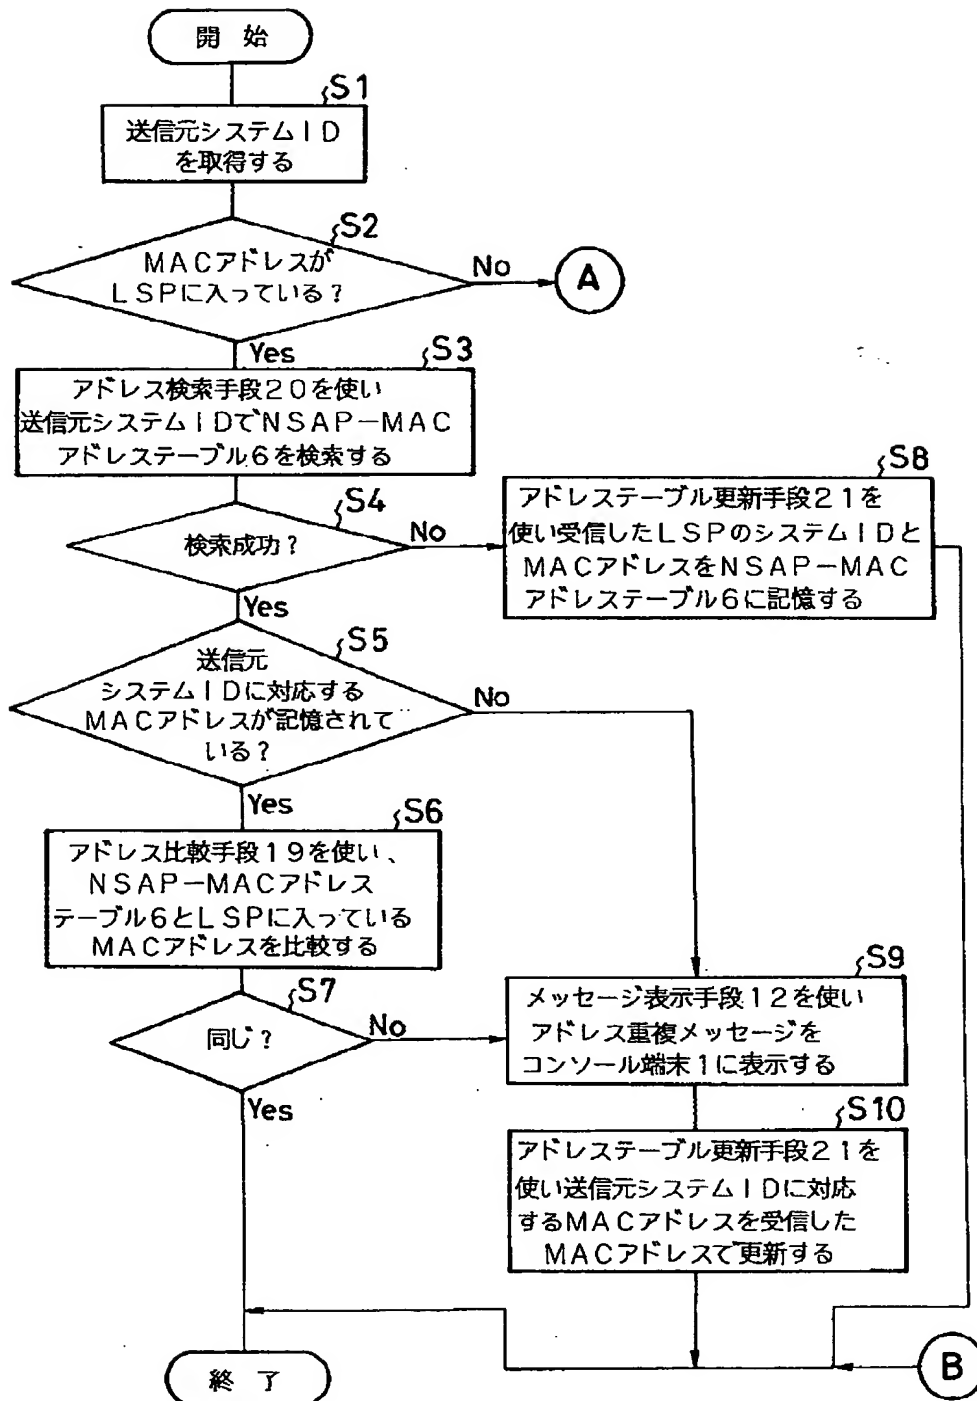 開 始
S1
送信元システムID
を取得する
S2
MACアドレスが
LSPに入っている?
No
A
Yes
S3
アドレス検索手段20を使い
送信元システムIDでNSAP-MAC
アドレステーブル6を検索する
S4
検索成功?
No
S8
アドレステーブル更新手段21を
使い受信したLSPのシステムIDと
MACアドレスをNSAP-MAC
アドレステーブル6に記憶する
Yes
S5
送信元
システムIDに対応する
MACアドレスが記憶されて
いる?
No
Yes
S6
アドレス比較手段19を使い、
NSAP-MACアドレス
テーブル6とLSPに入っている
MACアドレスを比較する
S7
同じ?
No
S9
メッセージ表示手段12を使い
アドレス重複メッセージを
コンソール端末1に表示する
Yes
S10
アドレステーブル更新手段21を
使い送信元システムIDに対応
するMACアドレスを受信した
MACアドレスで更新する
B
終 了